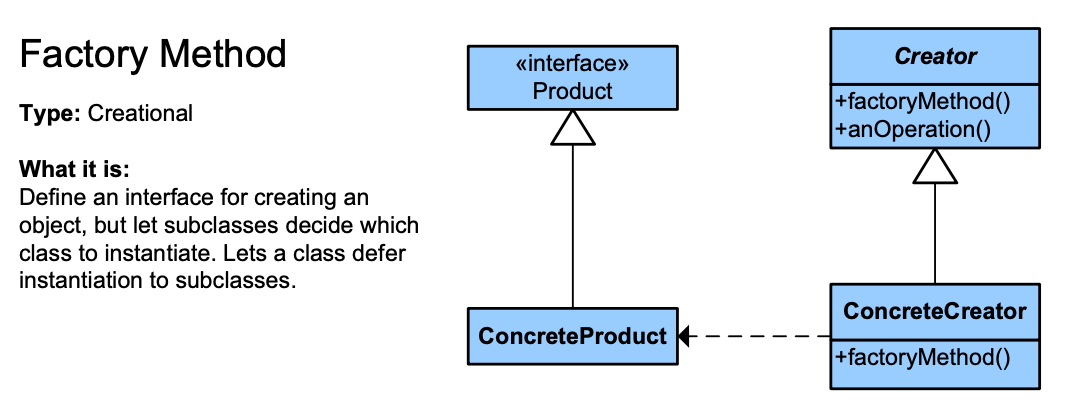 Factory Method
Type: Creational
What it is:
Define an interface for creating an
object, but let subclasses decide which
class to instantiate. Lets a class defer
instantiation to subclasses.
«interface»
Product
ConcreteProduct
Creator
+factoryMethod()
+anOperation()
ConcreteCreator
+factoryMethod()